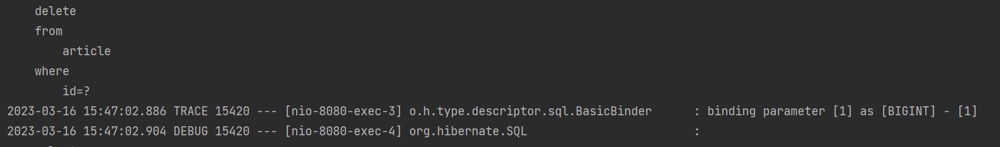 delete
from
article
where
id=?
2023-03-16 15:47:02.886 TRACE 15420 --- [nio-8080-exec-3] o.h.type.descriptor.sql.BasicBinder : binding parameter [1] as [BIGINT] - [1]
2023-03-16 15:47:02.904 DEBUG 15420 --- [nio-8080-exec-4] org.hibernate.SQL :